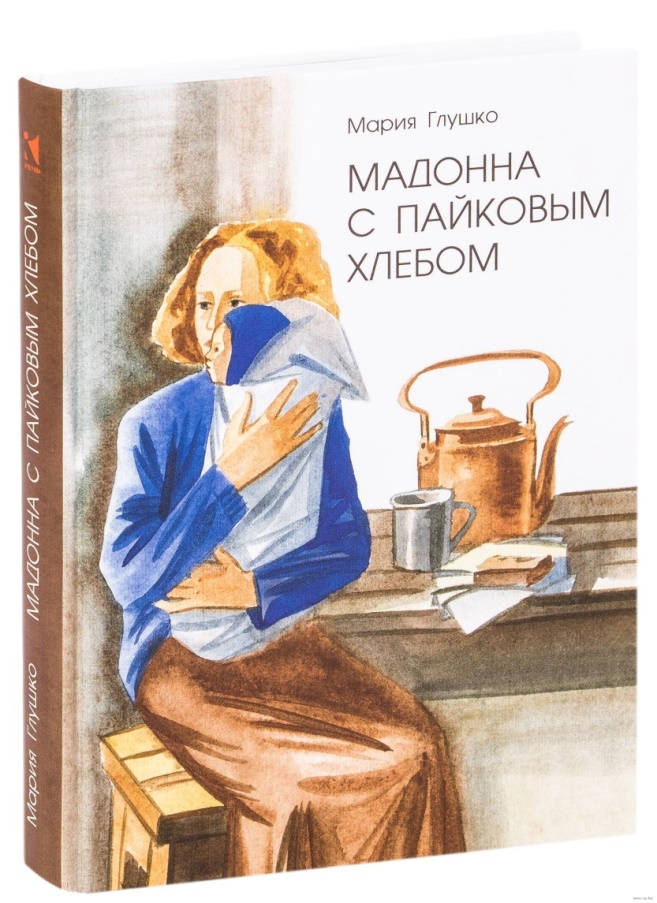 Мария Глушко
МАДОННА
С ПАЙКОВЫМ
ХЛЕБОМ
Мария Глушко МАДОННА С ПАЙКОВЫМ ХЛЕБОМ